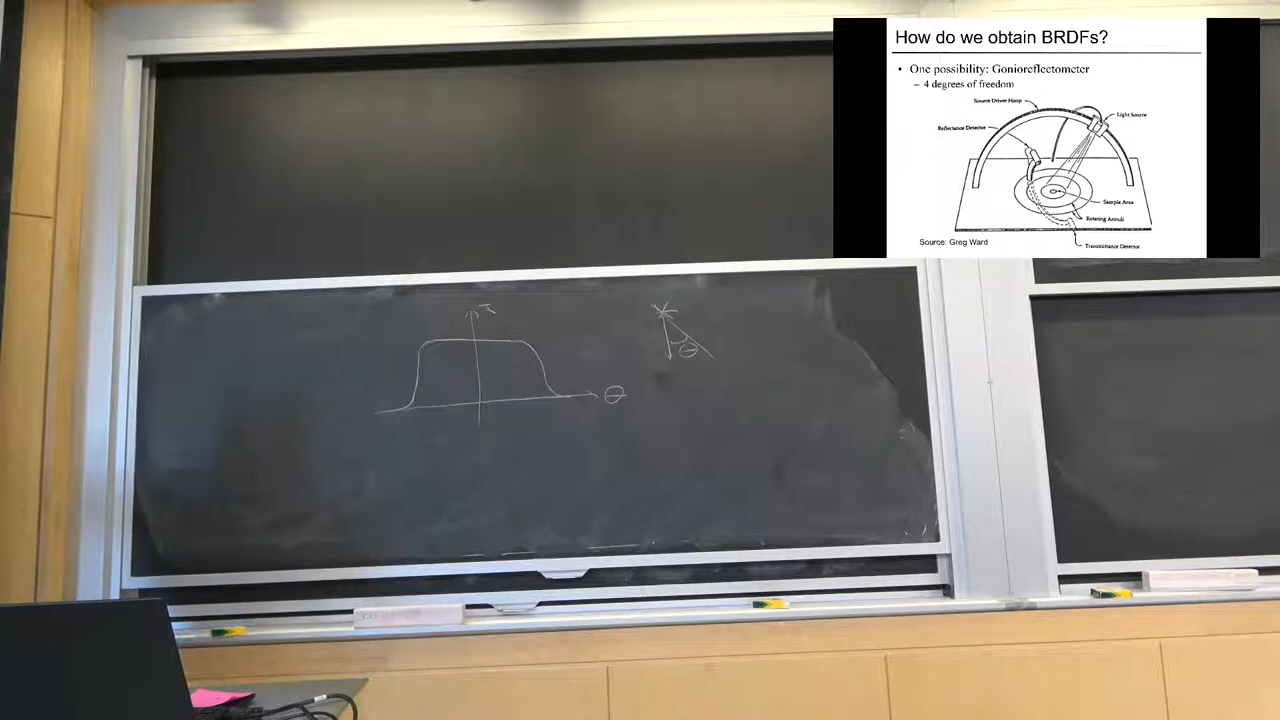 How do we obtain BRDFs?
• One possibility: Gonioreflectometer
– 4 degrees of freedom
Source Driver Hoop
Light Source
Reflectance Detector
Sample Area
Rotating Annuli
Source: Greg Ward
Transmittance Detector
I
θ
θ